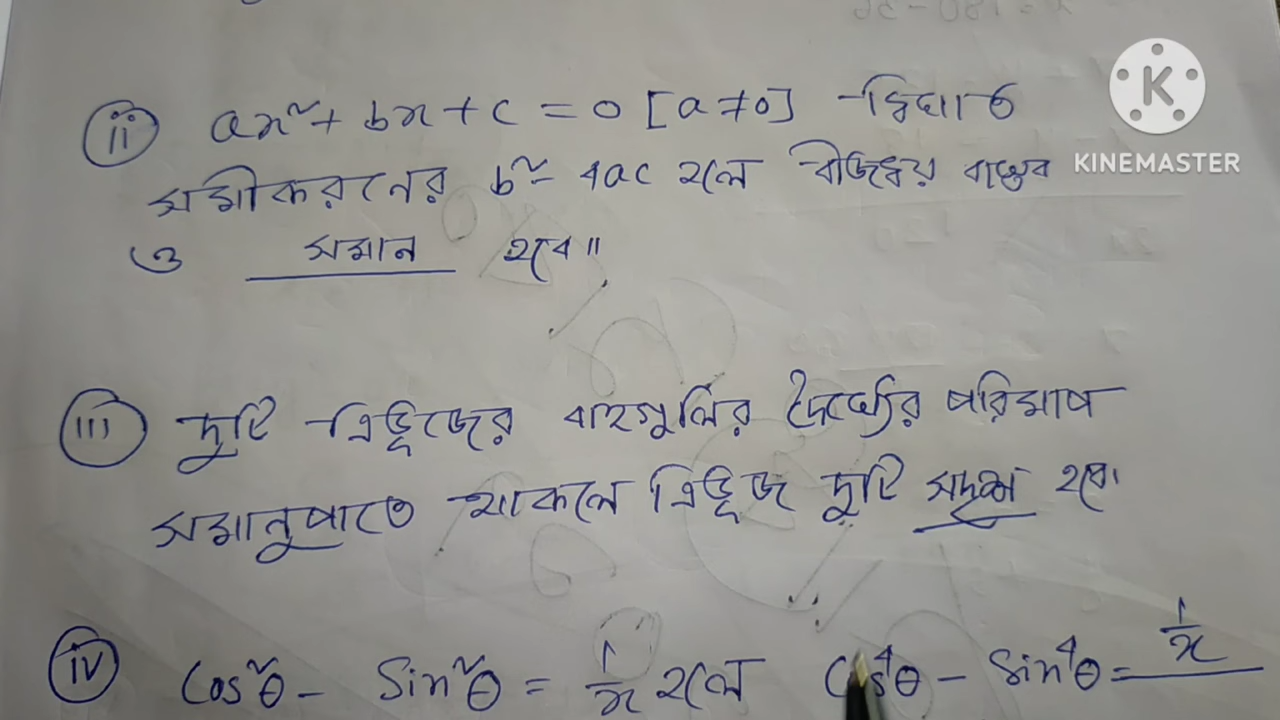 KINEMASTER
(ii) ax² + bx + c = 0 [a ≠ 0] দ্বিঘাত
সমীকরনের b² = 4ac হলে বীজদ্বয় বাস্তব
ও সমান হবে॥
(iii) দুটি ত্রিভূজের বাহুগুলির দৈর্ঘ্যের পরিমাপ
সমানুপাতে থাকলে ত্রিভূজ দুটি সদৃশ হবে।
(iv) Cos²θ - Sin²θ = 1/x হলে Cos⁴θ - Sin⁴θ = 1/x